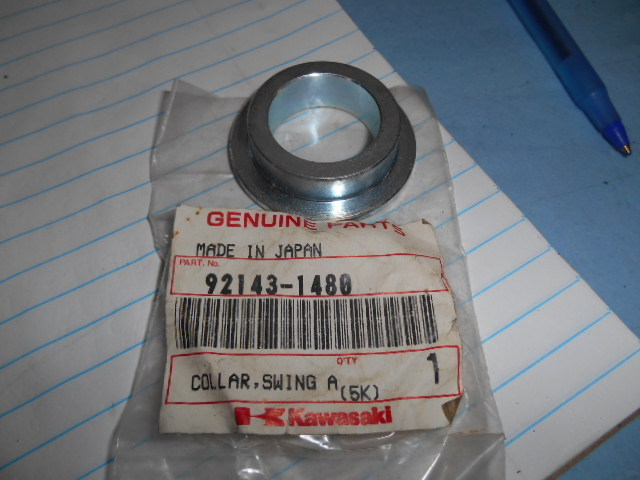 GENUINE PARTS
MADE IN JAPAN
PART. No.
92143-1480
Q'TY
COLLAR,SWING A 1
(5K)
Kawasaki